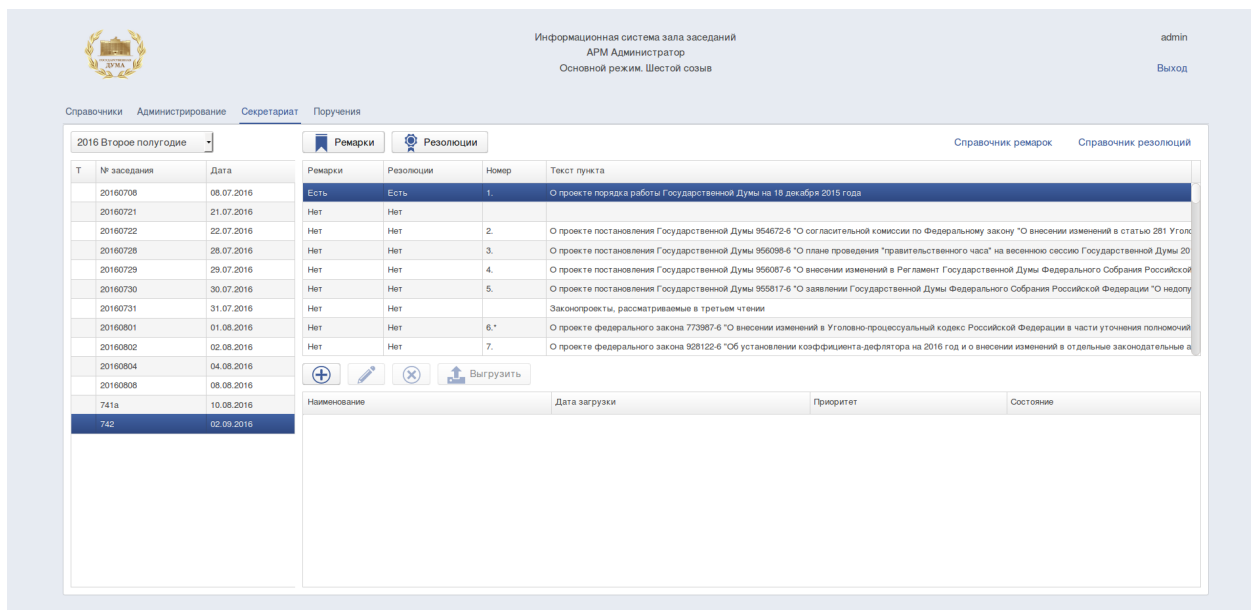 Информационная система зала заседаний
АРМ Администратор
Основной режим. Шестой созыв
admin
Выход
ДУМА
Справочники Администрирование Секретариат Поручения
2016 Второе полугодие
Ремарки Резолюции Справочник ремарок Справочник резолюций
Т № заседания Дата
20160708 08.07.2016
20160721 21.07.2016
20160722 22.07.2016
20160728 28.07.2016
20160729 29.07.2016
20160730 30.07.2016
20160731 31.07.2016
20160801 01.08.2016
20160802 02.08.2016
20160804 04.08.2016
20160808 08.08.2016
741а 10.08.2016
742 02.09.2016
Ремарки Резолюции Номер Текст пункта
Есть Есть 1. О проекте порядка работы Государственной Думы на 18 декабря 2015 года
Нет Нет
Нет Нет 2. О проекте постановления Государственной Думы 954672-6 "О согласительной комиссии по Федеральному закону "О внесении изменений в статью 281 Уголо
Нет Нет 3. О проекте постановления Государственной Думы 956098-6 "О плане проведения "правительственного часа" на весеннюю сессию Государственной Думы 20
Нет Нет 4. О проекте постановления Государственной Думы 956087-6 "О внесении изменений в Регламент Государственной Думы Федерального Собрания Российской
Нет Нет 5. О проекте постановления Государственной Думы 955817-6 "О заявлении Государственной Думы Федерального Собрания Российской Федерации "О недопу
Нет Нет Законопроекты, рассматриваемые в третьем чтении
Нет Нет 6.* О проекте федерального закона 773987-6 "О внесении изменений в Уголовно-процессуальный кодекс Российской Федерации в части уточнения полномочий
Нет Нет 7. О проекте федерального закона 928122-6 "Об установлении коэффициента-дефлятора на 2016 год и о внесении изменений в отдельные законодательные а
Выгрузить
Наименование Дата загрузки Приоритет Состояние